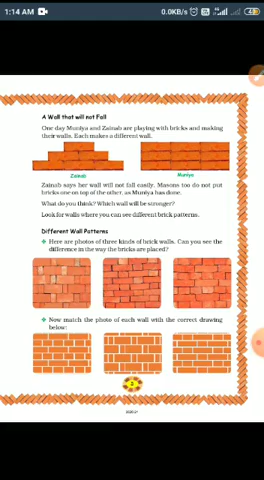 1:14 AM
0.0KB/s
A Wall that will not Fall
One day Muniya and Zainab are playing with bricks and making
their walls. Each makes a different wall.
Zainab
Muniya
Zainab says her wall will not fall easily. Masons too do not put
bricks one on top of the other, as Muniya has done.
What do you think? Which wall will be stronger?
Look for walls where you can see different brick patterns.
Different Wall Patterns
❖ Here are photos of three kinds of brick walls. Can you see the
difference in the way the bricks are placed?
❖ Now match the photo of each wall with the correct drawing
below:
2020-21